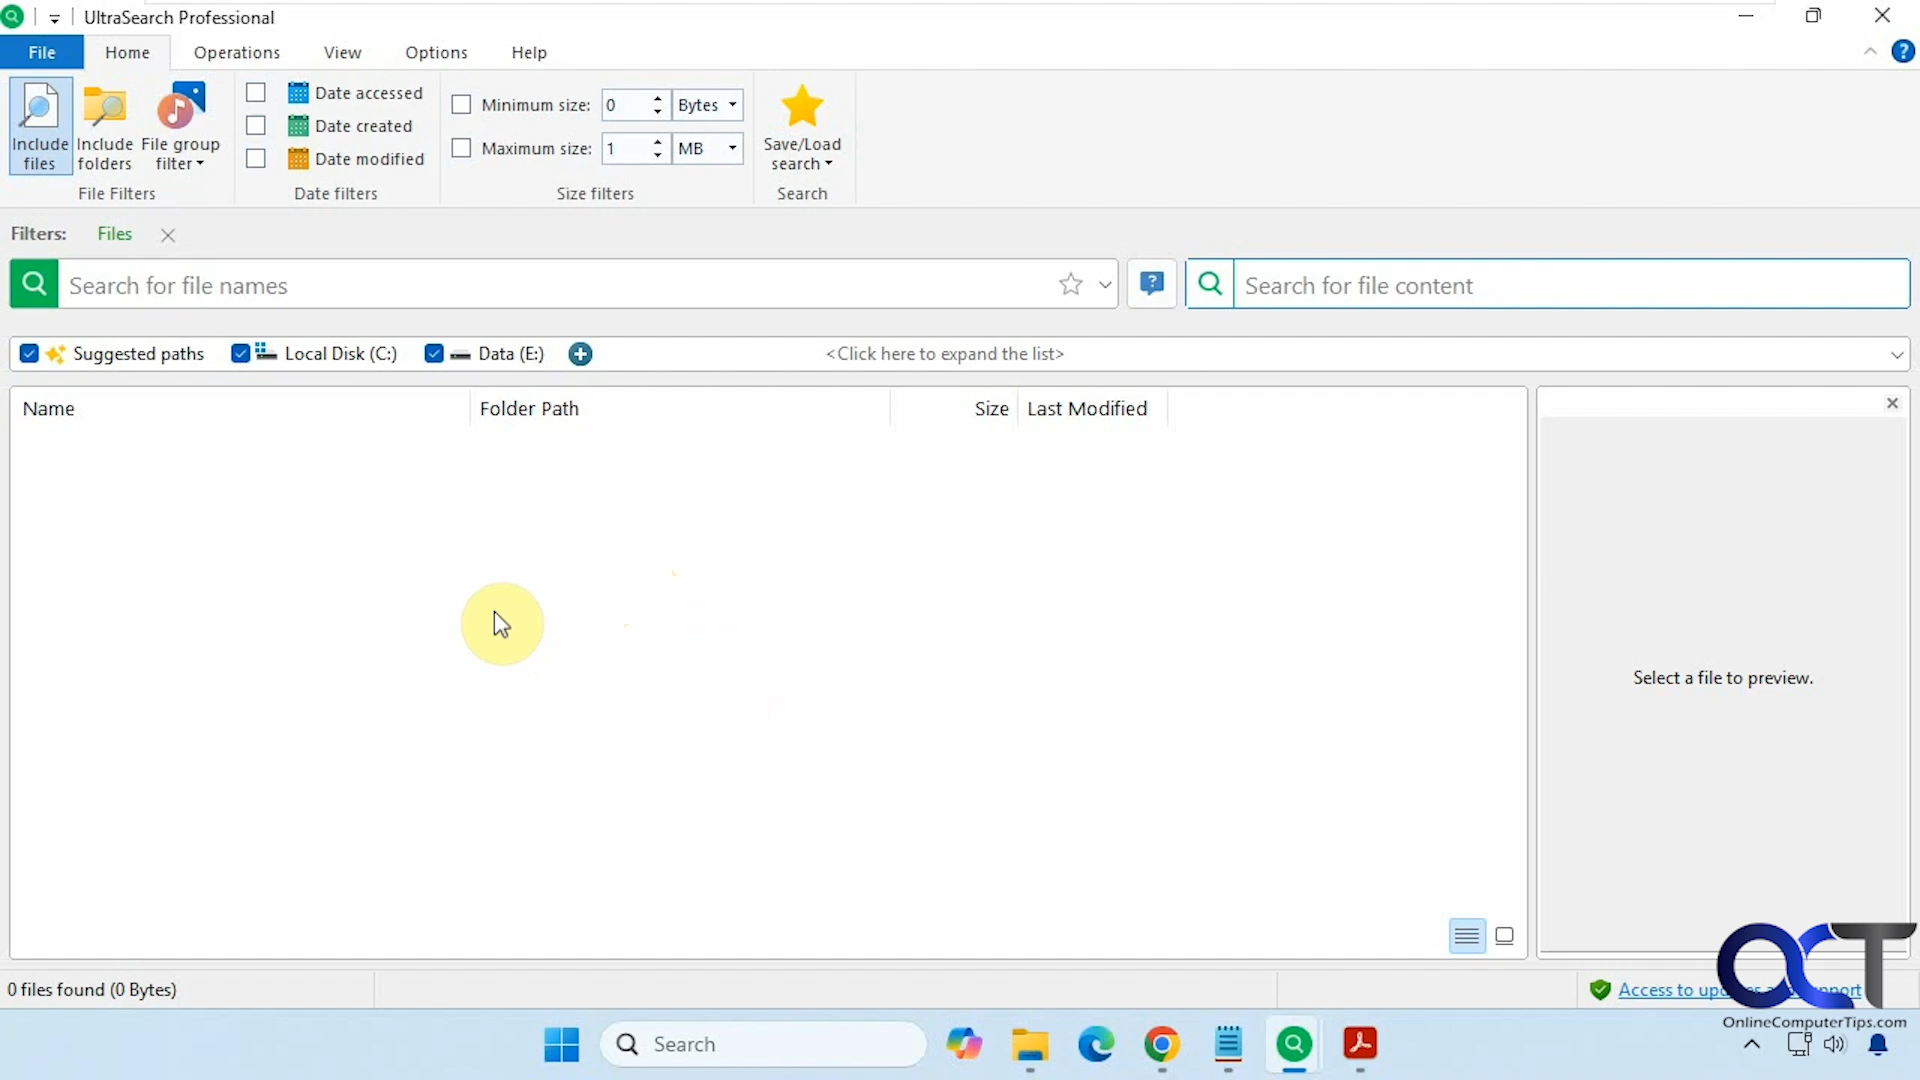 UltraSearch Professional
File Home Operations View Options Help
Include files
Include folders
File group filter
File Filters
Date accessed
Date created
Date modified
Date filters
Minimum size: 0 Bytes
Maximum size: 1 MB
Size filters
Save/Load search
Search
Filters: Files
Search for file names
Search for file content
Suggested paths Local Disk (C:) Data (E:) <Click here to expand the list>
Name Folder Path Size Last Modified
Select a file to preview.
0 files found (0 Bytes)
Access to
OCT
OnlineComputerTips.com
Search